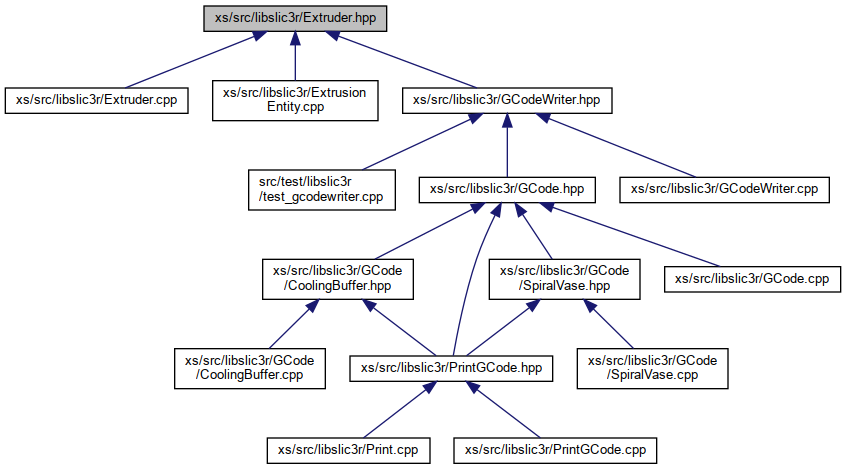 xs/src/libslic3r/Extruder.hpp
xs/src/libslic3r/Extruder.cpp
xs/src/libslic3r/Extrusion
Entity.cpp
xs/src/libslic3r/GCodeWriter.hpp
src/test/libslic3r
/test_gcodewriter.cpp
xs/src/libslic3r/GCode.hpp
xs/src/libslic3r/GCodeWriter.cpp
xs/src/libslic3r/GCode
/CoolingBuffer.hpp
xs/src/libslic3r/GCode
/SpiralVase.hpp
xs/src/libslic3r/GCode.cpp
xs/src/libslic3r/GCode
/CoolingBuffer.cpp
xs/src/libslic3r/PrintGCode.hpp
xs/src/libslic3r/GCode
/SpiralVase.cpp
xs/src/libslic3r/Print.cpp
xs/src/libslic3r/PrintGCode.cpp